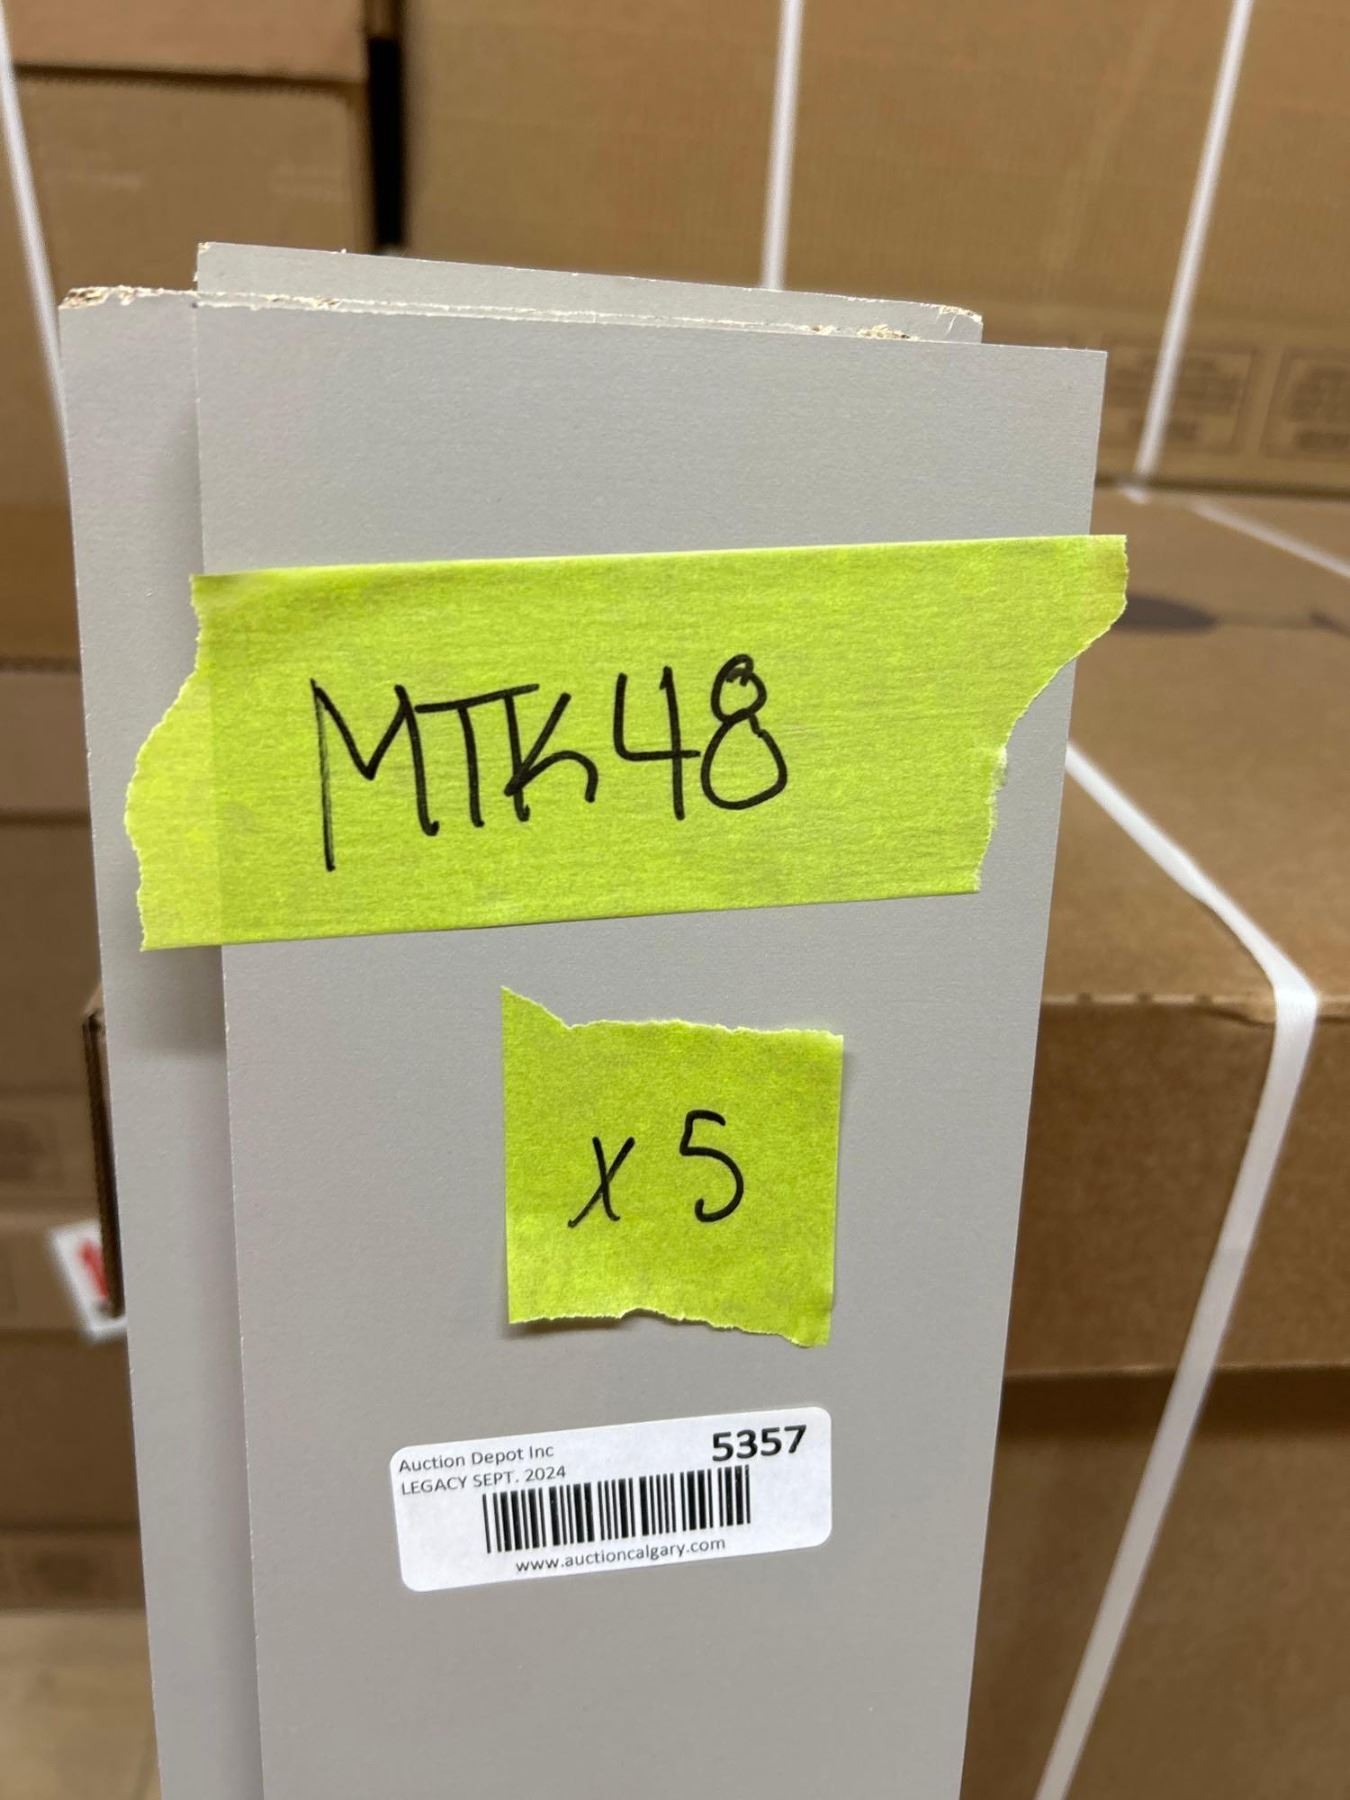 MTK48
x 5
Auction Depot Inc
5357
LEGACY SEPT. 2024
www.auctioncalgary.com